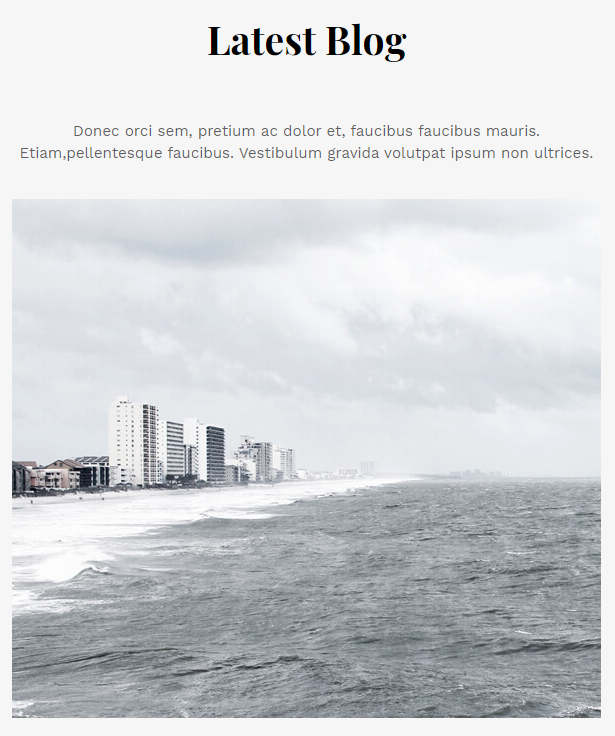 Latest Blog
Donec orci sem, pretium ac dolor et, faucibus faucibus mauris.
Etiam,pellentesque faucibus. Vestibulum gravida volutpat ipsum non ultrices.